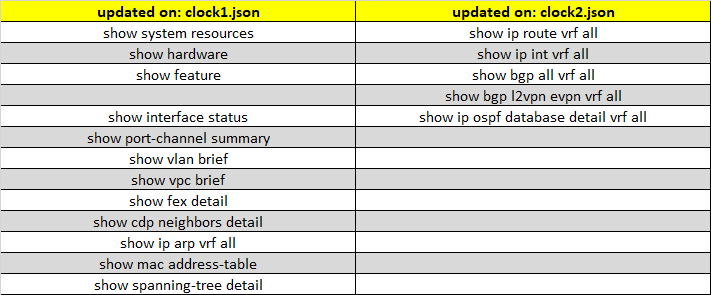 updated on: clock1.json updated on: clock2.json
show system resources show ip route vrf all
show hardware show ip int vrf all
show feature show bgp all vrf all
show bgp l2vpn evpn vrf all
show interface status show ip ospf database detail vrf all
show port-channel summary
show vlan brief
show vpc brief
show fex detail
show cdp neighbors detail
show ip arp vrf all
show mac address-table
show spanning-tree detail